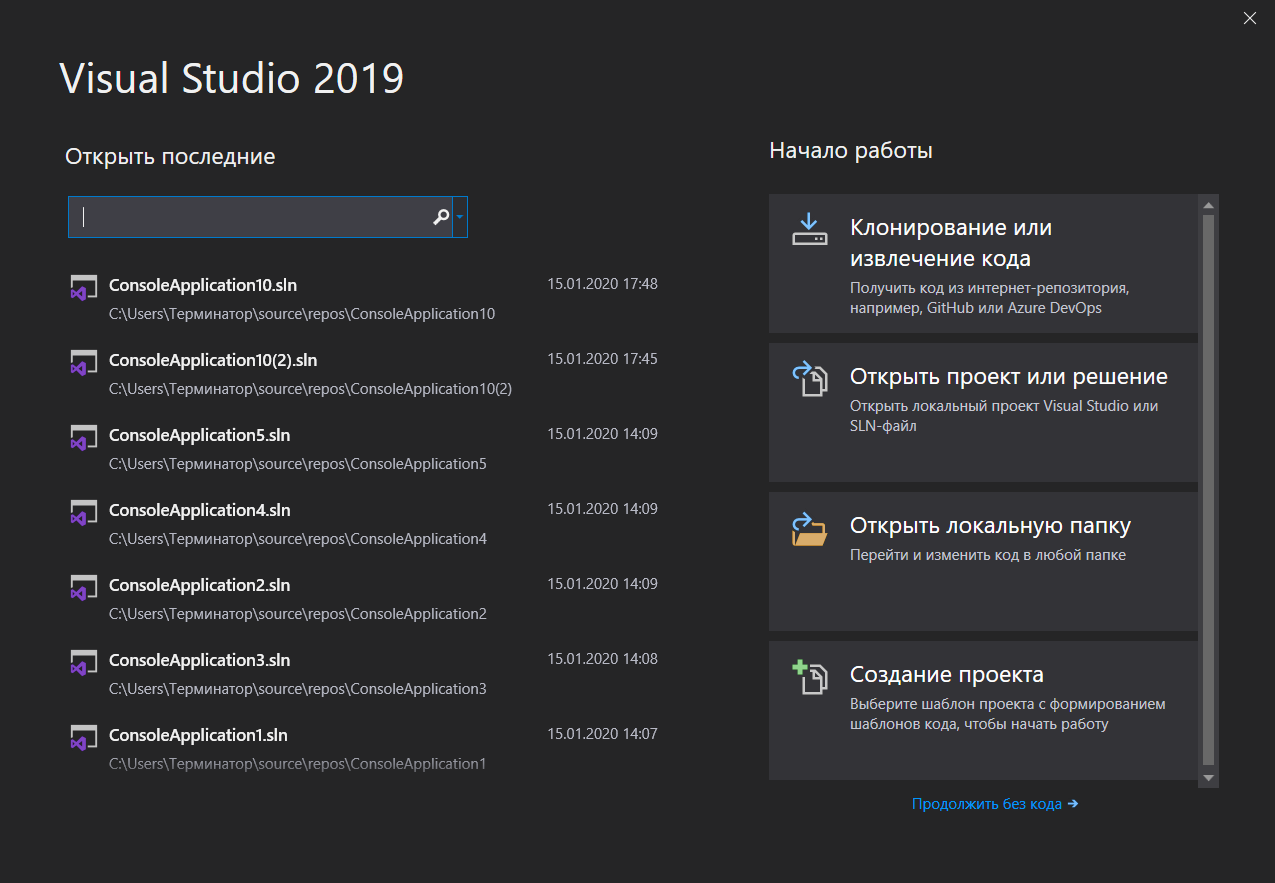 Visual Studio 2019
Открыть последние
ConsoleApplication10.sln
15.01.2020 17:48
C:\Users\Терминатор\source\repos\ConsoleApplication10
ConsoleApplication10(2).sln
15.01.2020 17:45
C:\Users\Терминатор\source\repos\ConsoleApplication10(2)
ConsoleApplication5.sln
15.01.2020 14:09
C:\Users\Терминатор\source\repos\ConsoleApplication5
ConsoleApplication4.sln
15.01.2020 14:09
C:\Users\Терминатор\source\repos\ConsoleApplication4
ConsoleApplication2.sln
15.01.2020 14:09
C:\Users\Терминатор\source\repos\ConsoleApplication2
ConsoleApplication3.sln
15.01.2020 14:08
C:\Users\Терминатор\source\repos\ConsoleApplication3
ConsoleApplication1.sln
15.01.2020 14:07
C:\Users\Терминатор\source\repos\ConsoleApplication1
Начало работы
Клонирование или
извлечение кода
Получить код из интернет-репозитория,
например, GitHub или Azure DevOps
Открыть проект или решение
Открыть локальный проект Visual Studio или
SLN-файл
Открыть локальную папку
Перейти и изменить код в любой папке
Создание проекта
Выберите шаблон проекта с формированием
шаблонов кода, чтобы начать работу
Продолжить без кода →